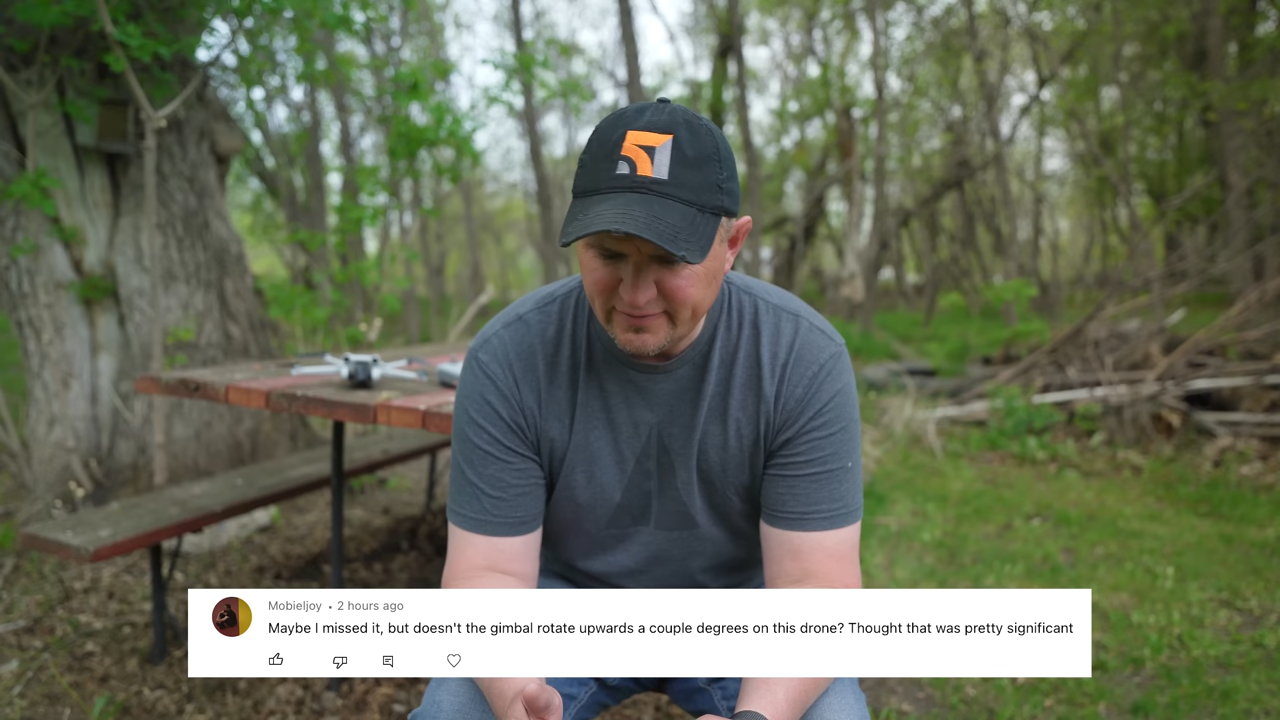 Mobieljoy • 2 hours ago
Maybe I missed it, but doesn't the gimbal rotate upwards a couple degrees on this drone? Thought that was pretty significant